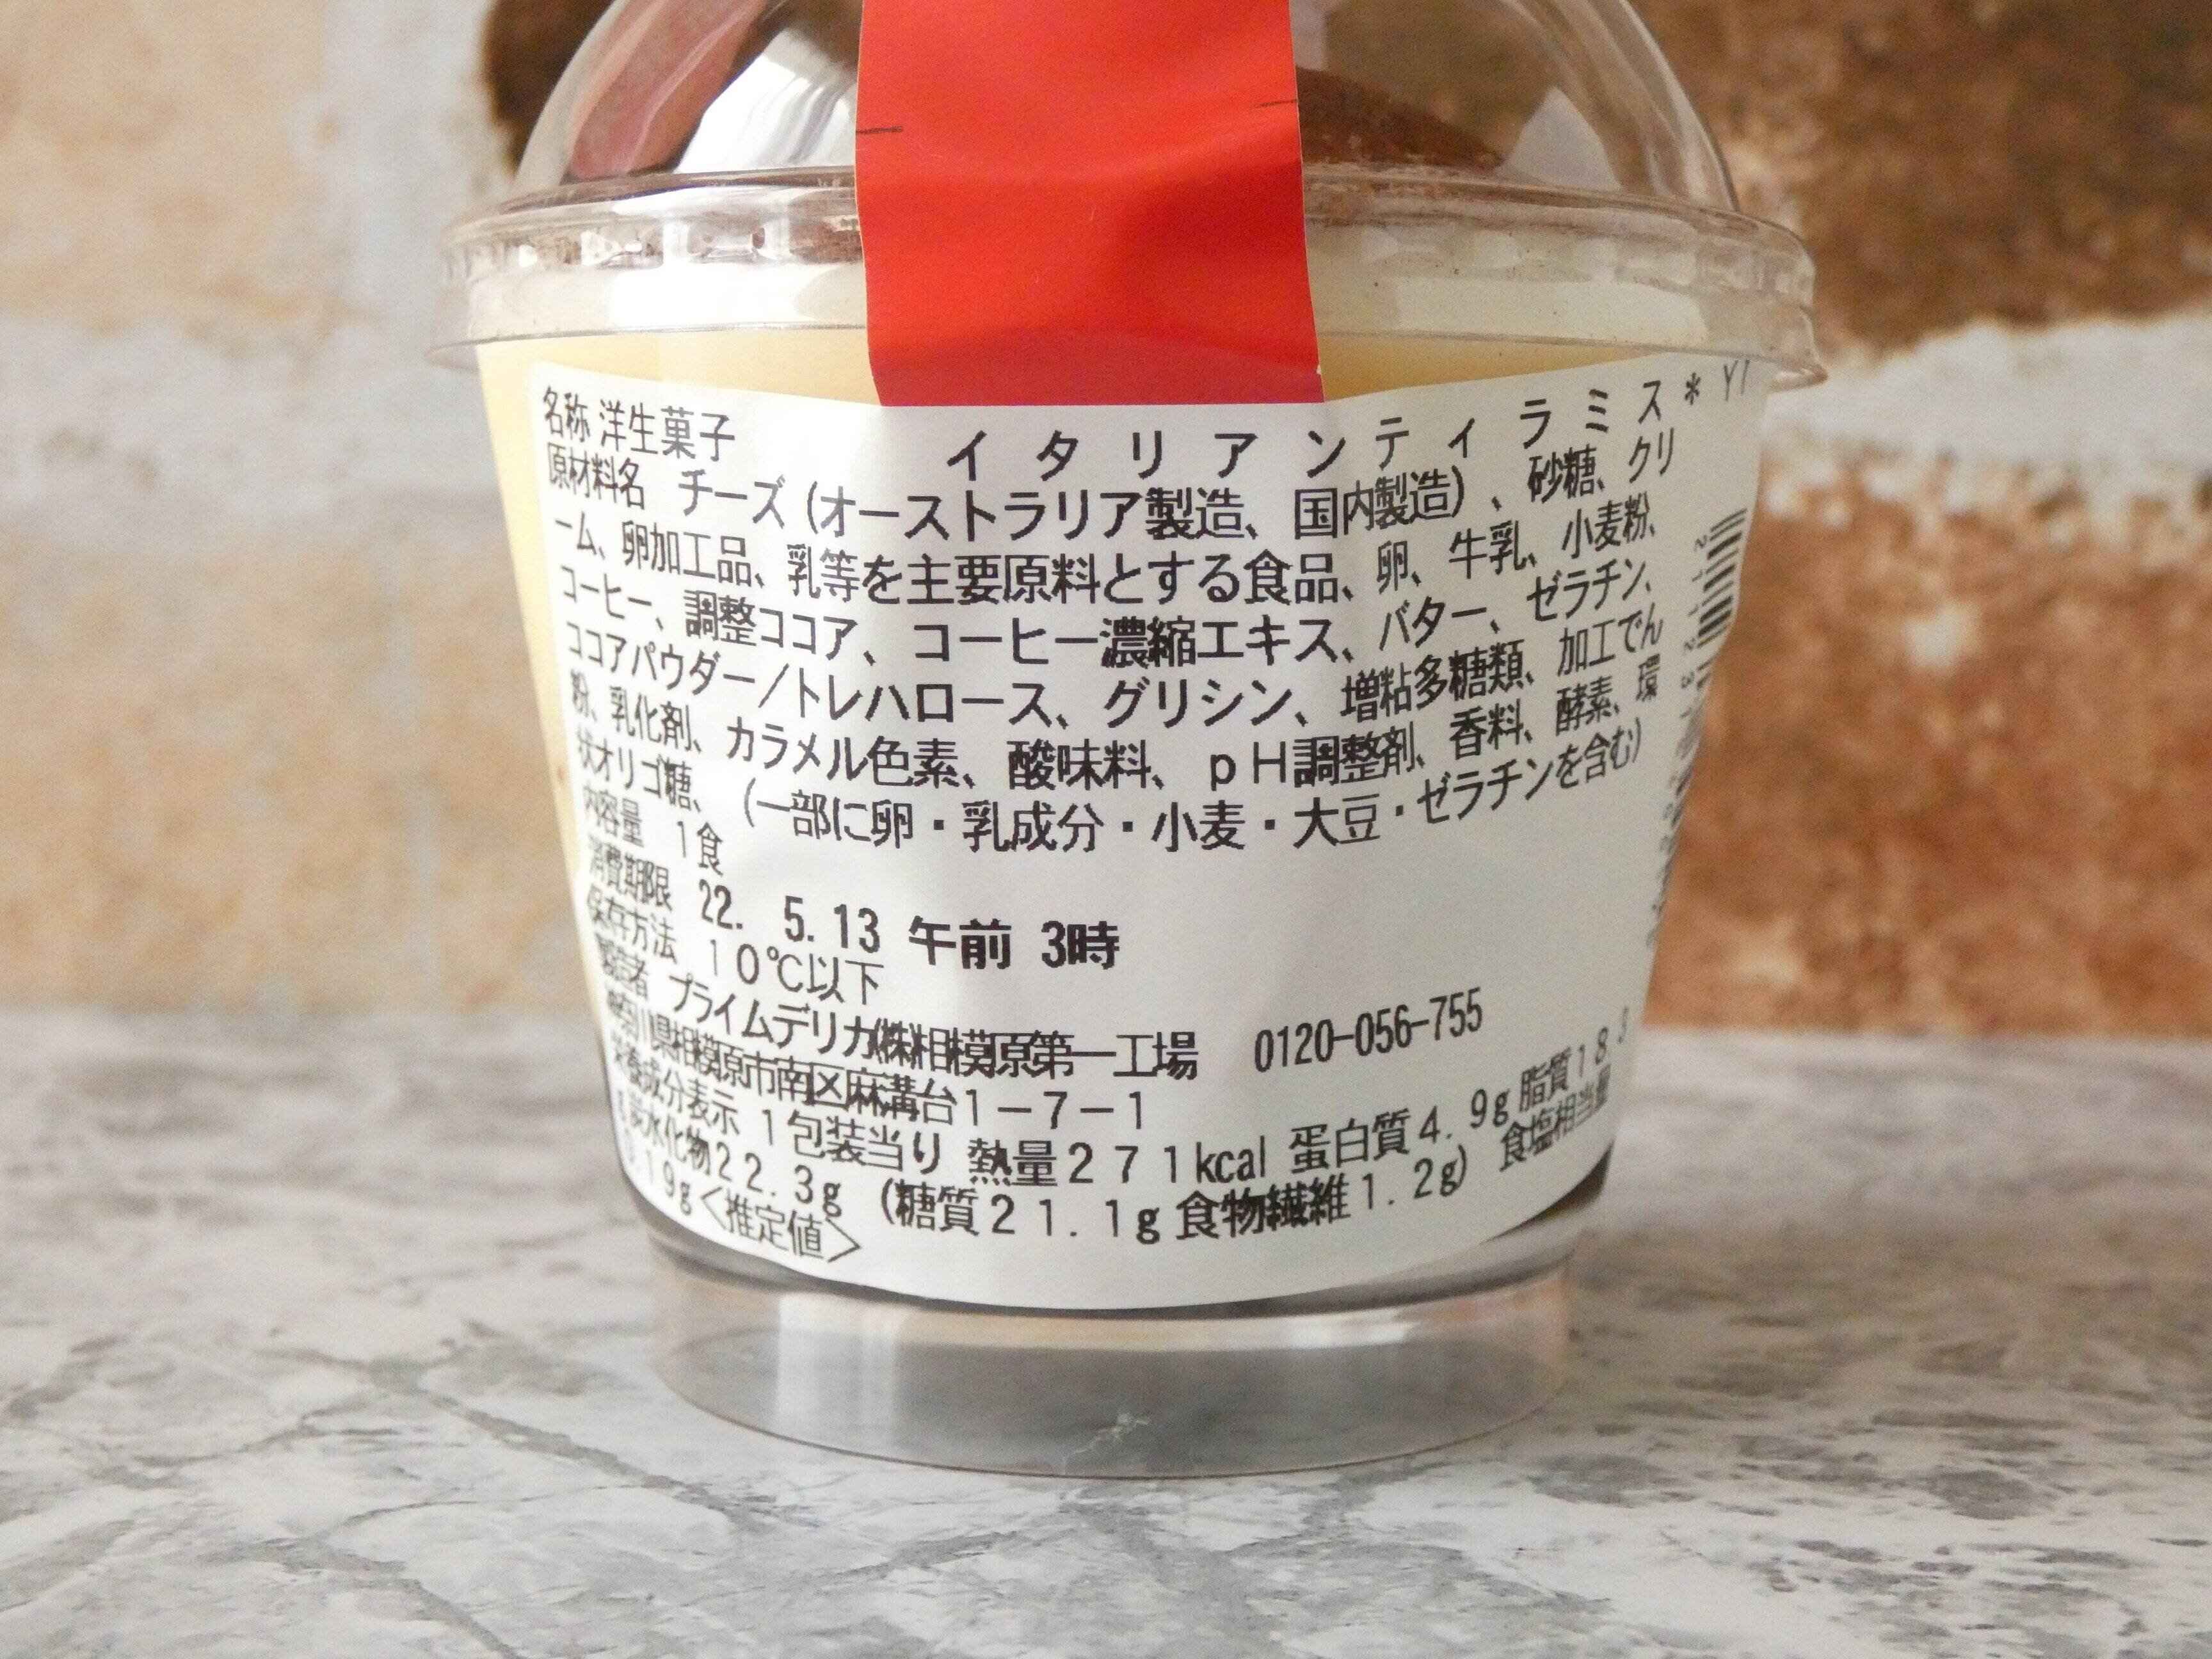 名称 洋生菓子
イタリアンティラミス*
原材料名 チーズ(オーストラリア製造、国内製造)、砂糖、クリ
ーム、卵加工品、乳等を主要原料とする食品、卵、牛乳、小麦粉、
コーヒー、調整ココア、コーヒー濃縮エキス、バター、ゼラチン、
ココアパウダー/トレハロース、グリシン、増粘多糖類、加工でん
粉、乳化剤、カラメル色素、酸味料、pH調整剤、香料、酵素、環
状オリゴ糖、(一部に卵・乳成分・小麦・大豆・ゼラチンを含む)
内容量 1食
消費期限 22. 5.13 午前 3時
保存方法 10℃以下
製造者 プライムデリカ(株)相模原第一工場 0120-056-755
神奈川県相模原市南区麻溝台1-7-1
栄養成分表示 1包装当り 熱量271kcal 蛋白質4.9g 脂質18.
炭水化物22.3g (糖質21.1g 食物繊維1.2g) 食塩相当量
0.19g<推定値>